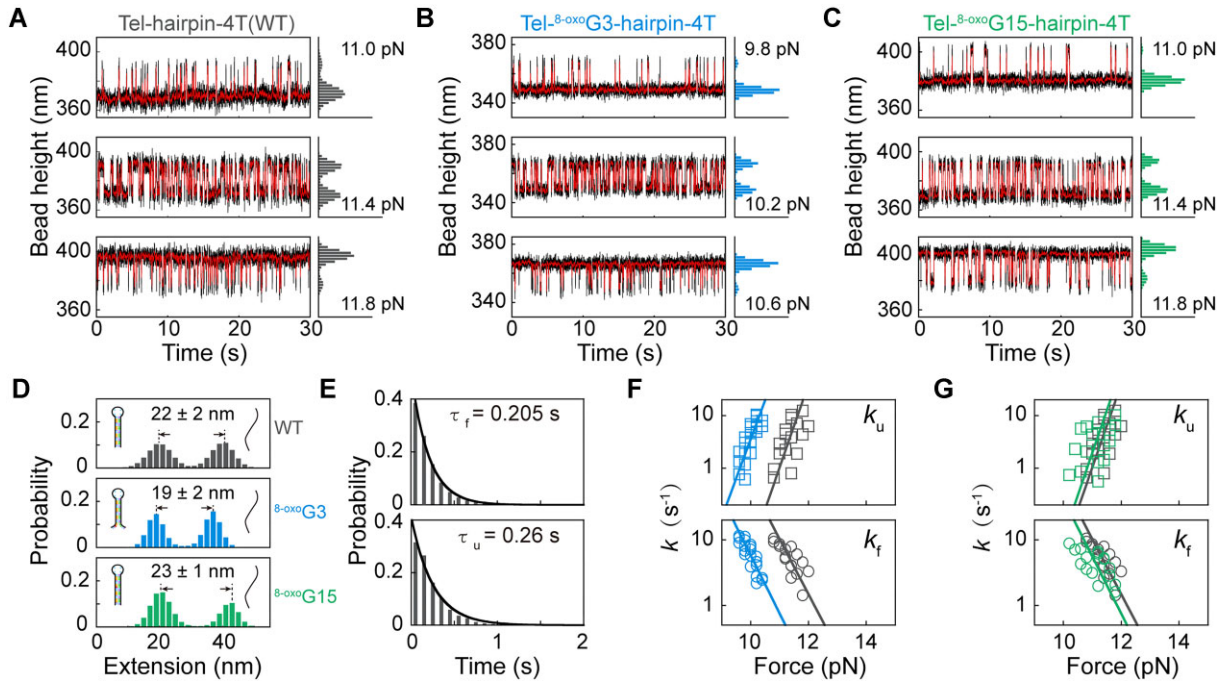 A
Tel-hairpin-4T(WT)
Bead height (nm)
400
360
11.0 pN
400
360
11.4 pN
400
360
11.8 pN
0
10
20
30
Time (s)
B
Tel-8-oxoG3-hairpin-4T
Bead height (nm)
380
340
9.8 pN
380
340
10.2 pN
380
340
10.6 pN
0
10
20
30
Time (s)
C
Tel-8-oxoG15-hairpin-4T
Bead height (nm)
400
360
11.0 pN
400
360
11.4 pN
400
360
11.8 pN
0
10
20
30
Time (s)
D
Probability
0.2
0
22 ± 2 nm
WT
0.2
0
19 ± 2 nm
8-oxoG3
0.2
0
23 ± 1 nm
8-oxoG15
0
20
40
Extension (nm)
E
Probability
0.4
0.2
0
τf = 0.205 s
0.4
0.2
0
τu = 0.26 s
0
1
2
Time (s)
F
k (s-1)
10
1
ku
10
1
kf
10
12
14
Force (pN)
G
k (s-1)
10
1
ku
10
1
kf
10
12
14
Force (pN)